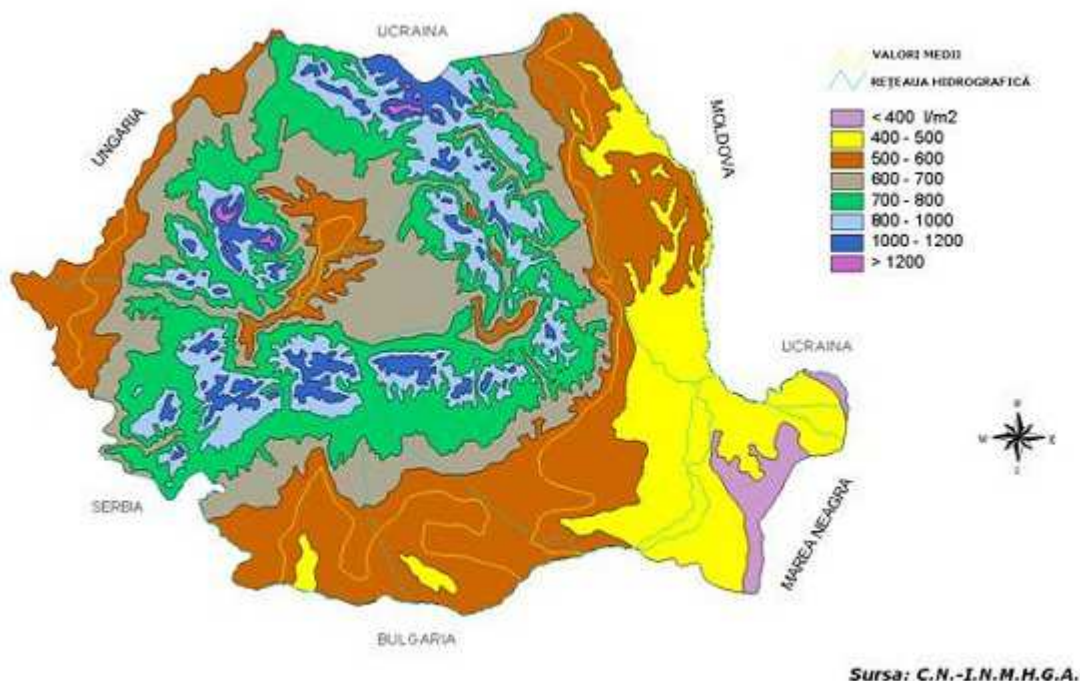 UCRAINA
VALORI MEDII
REŢEAUA HIDROGRAFICĂ
< 400 l/m2
400 - 500
500 - 600
600 - 700
700 - 800
800 - 1000
1000 - 1200
> 1200
UNGARIA
MOLDOVA
UCRAINA
N
W E
SERBIA
MAREA NEAGRA
BULGARIA
Sursa: C.N.-I.N.M.H.G.A.